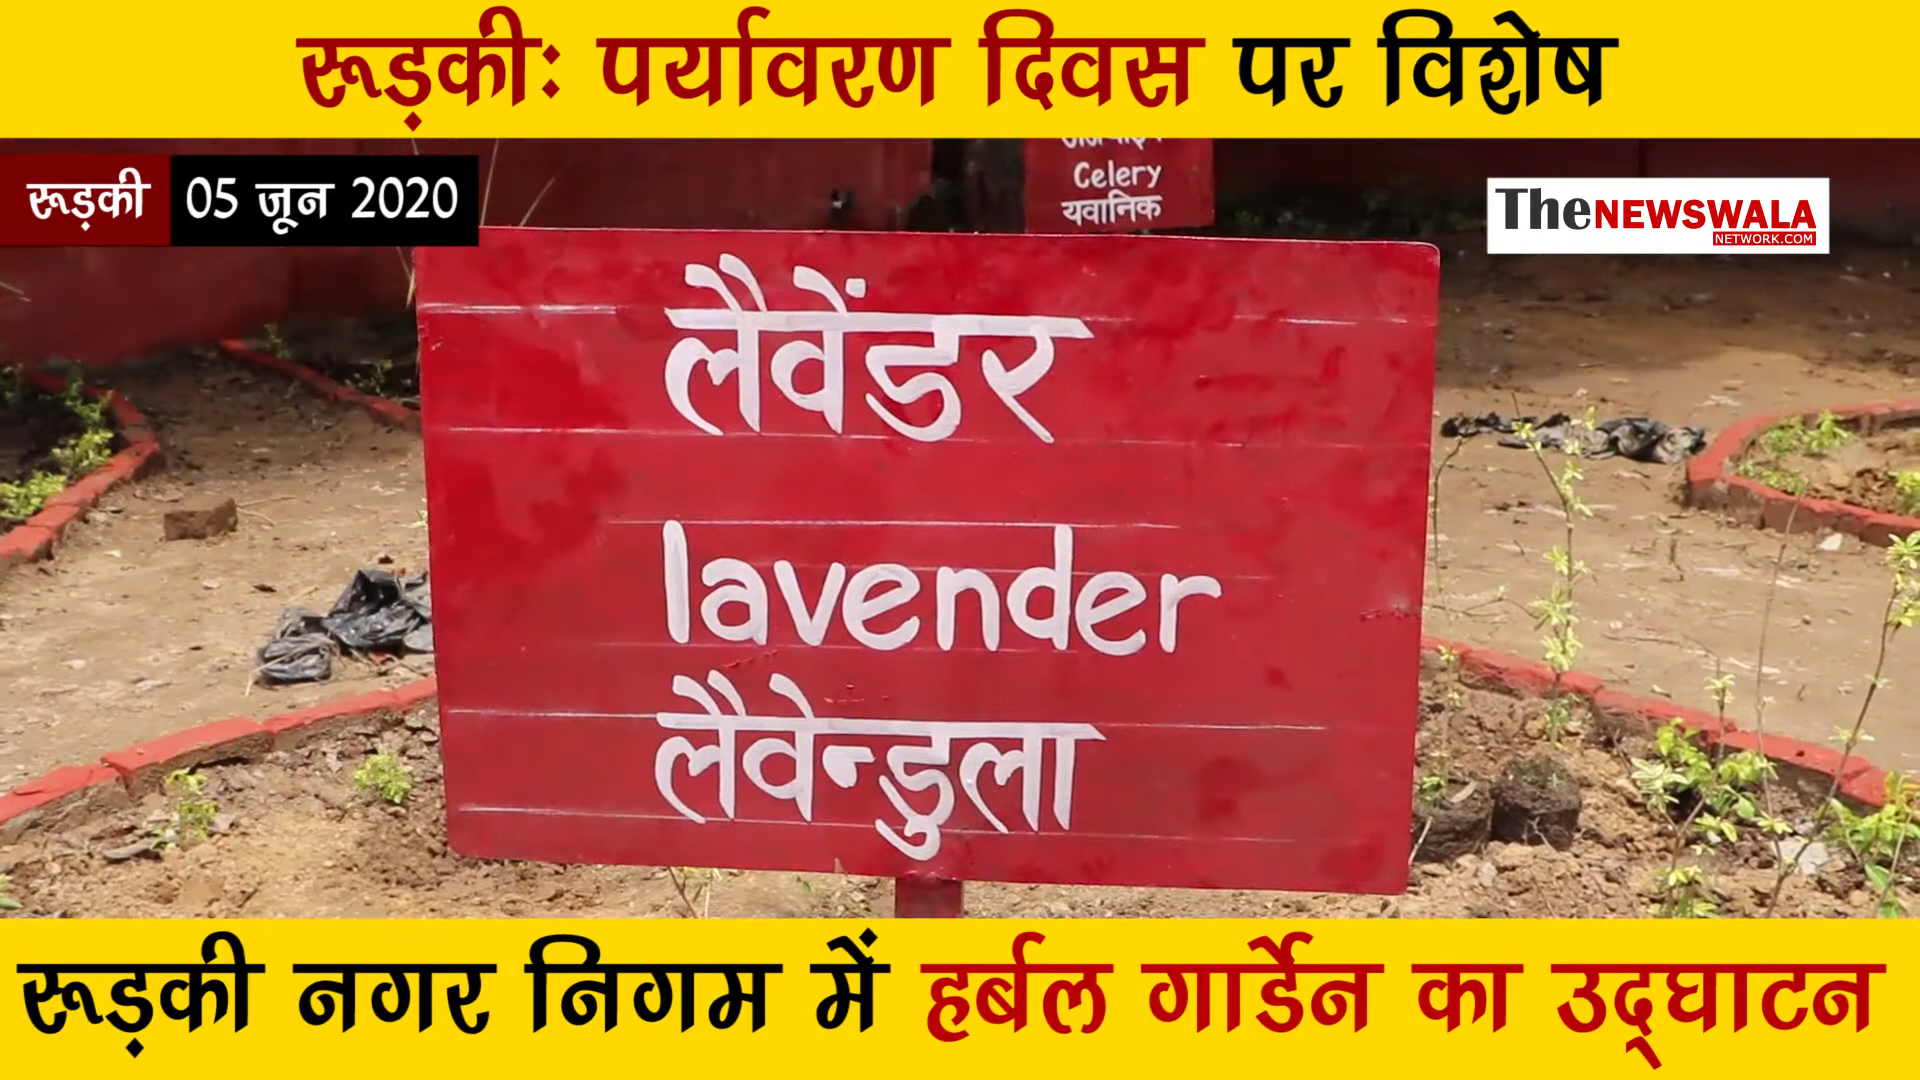 रूड़कीः पर्यावरण दिवस पर विशेष
रूड़की 05 जून 2020
TheNEWSWALA
NETWORK.COM
Celery
यवानिक
लैवेंडर
lavender
लैवेन्डुला
रूड़की नगर निगम में हर्बल गार्डेन का उद्घाटन